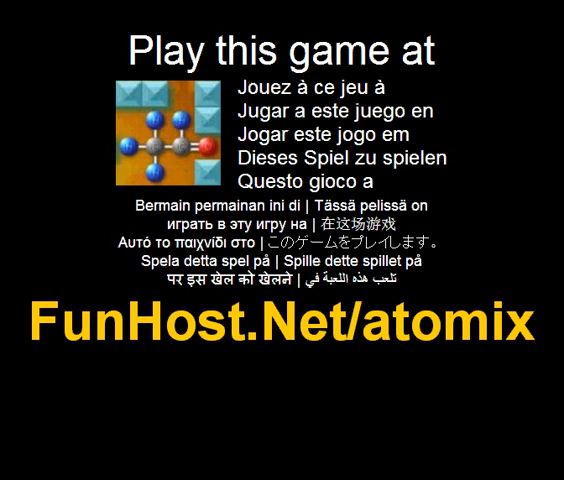 Play this game at
Jouez à ce jeu à
Jugar a este juego en
Jogar este jogo em
Dieses Spiel zu spielen
Questo gioco a
Bermain permainan ini di | Tässä pelissä on
играть в эту игру на | 在这场游戏
Αυτό το παιχνίδι στο | このゲームをプレイします。
Spela detta spel på | Spille dette spillet på
पर इस खेल को खेलने | تلعب هذه اللعبة في
FunHost.Net/atomix